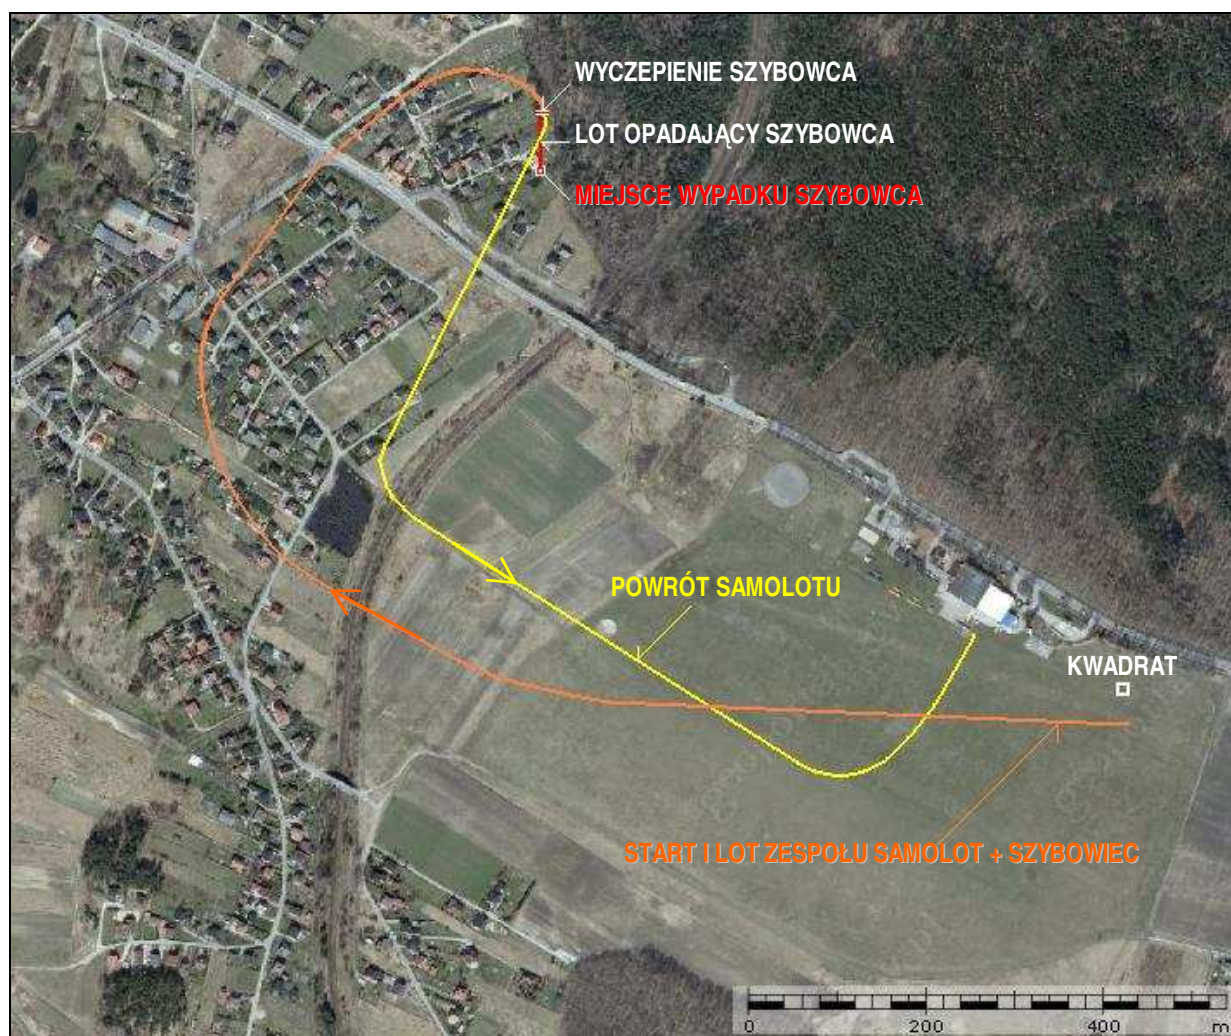 WYCZEPIENIE SZYBOWCA
LOT OPADAJĄCY SZYBOWCA
MIEJSCE WYPADKU SZYBOWCA
POWRÓT SAMOLOTU
KWADRAT
START I LOT ZESPOŁU SAMOLOT + SZYBOWIEC
0 200 400 m